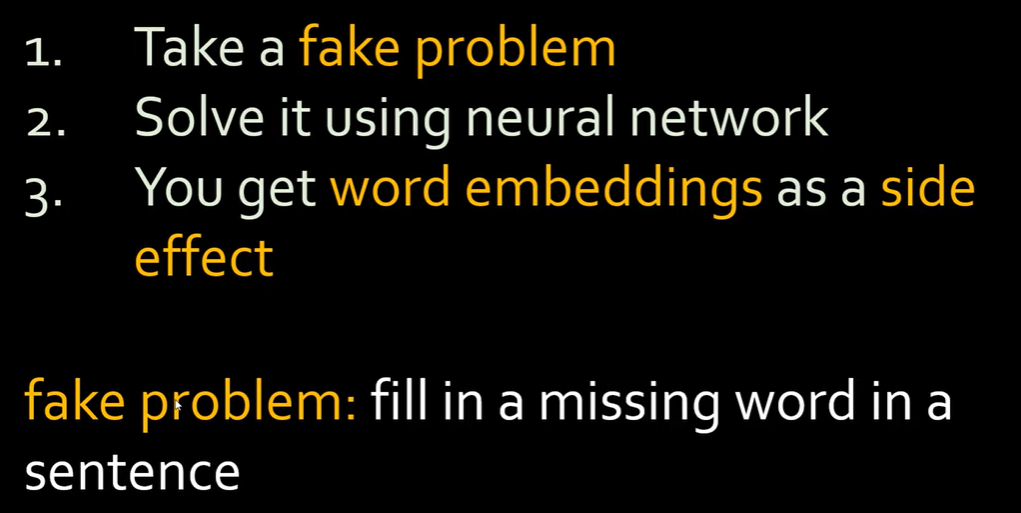 1. Take a fake problem
2. Solve it using neural network
3. You get word embeddings as a side
effect
fake problem: fill in a missing word in a
sentence